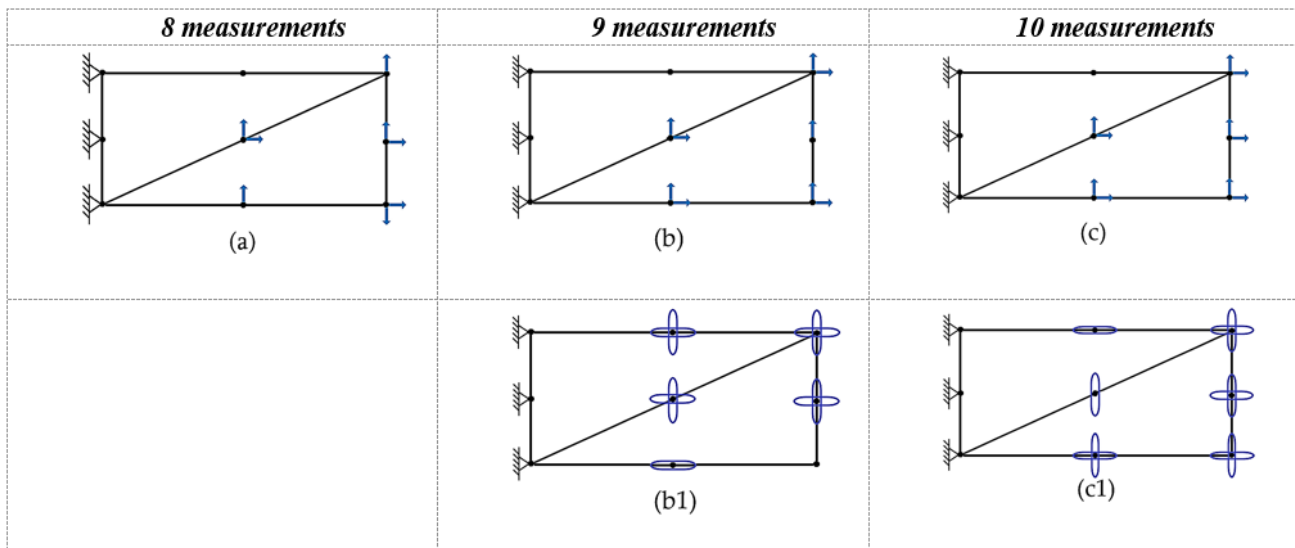 8 measurements
9 measurements
10 measurements
(a)
(b)
(c)
(b1)
(c1)